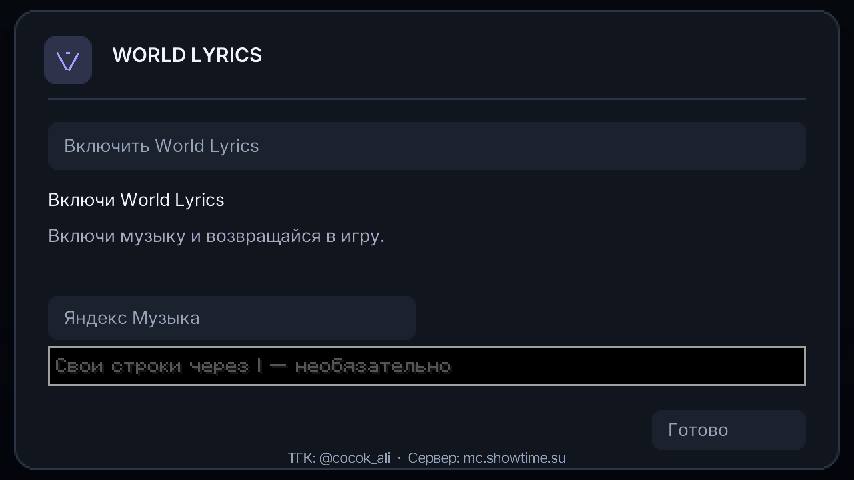 WORLD LYRICS
Включить World Lyrics
Включи World Lyrics
Включи музыку и возвращайся в игру.
Яндекс Музыка
Свои строки через | — необязательно
Готово
ТГК: @cocok_ali · Сервер: mc.showtime.su